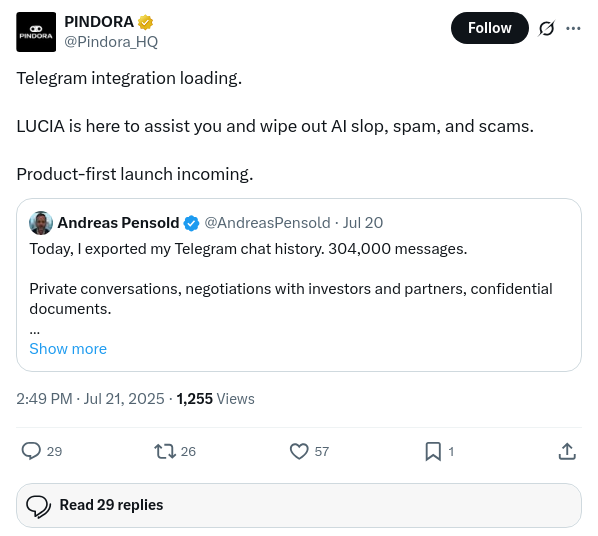 PINDORA
PINDORA
@Pindora_HQ
Follow
Telegram integration loading.
LUCIA is here to assist you and wipe out AI slop, spam, and scams.
Product-first launch incoming.
Andreas Pensold @AndreasPensold · Jul 20
Today, I exported my Telegram chat history. 304,000 messages.
Private conversations, negotiations with investors and partners, confidential
documents.
...
Show more
2:49 PM · Jul 21, 2025 · 1,255 Views
29 26 57 1
Read 29 replies